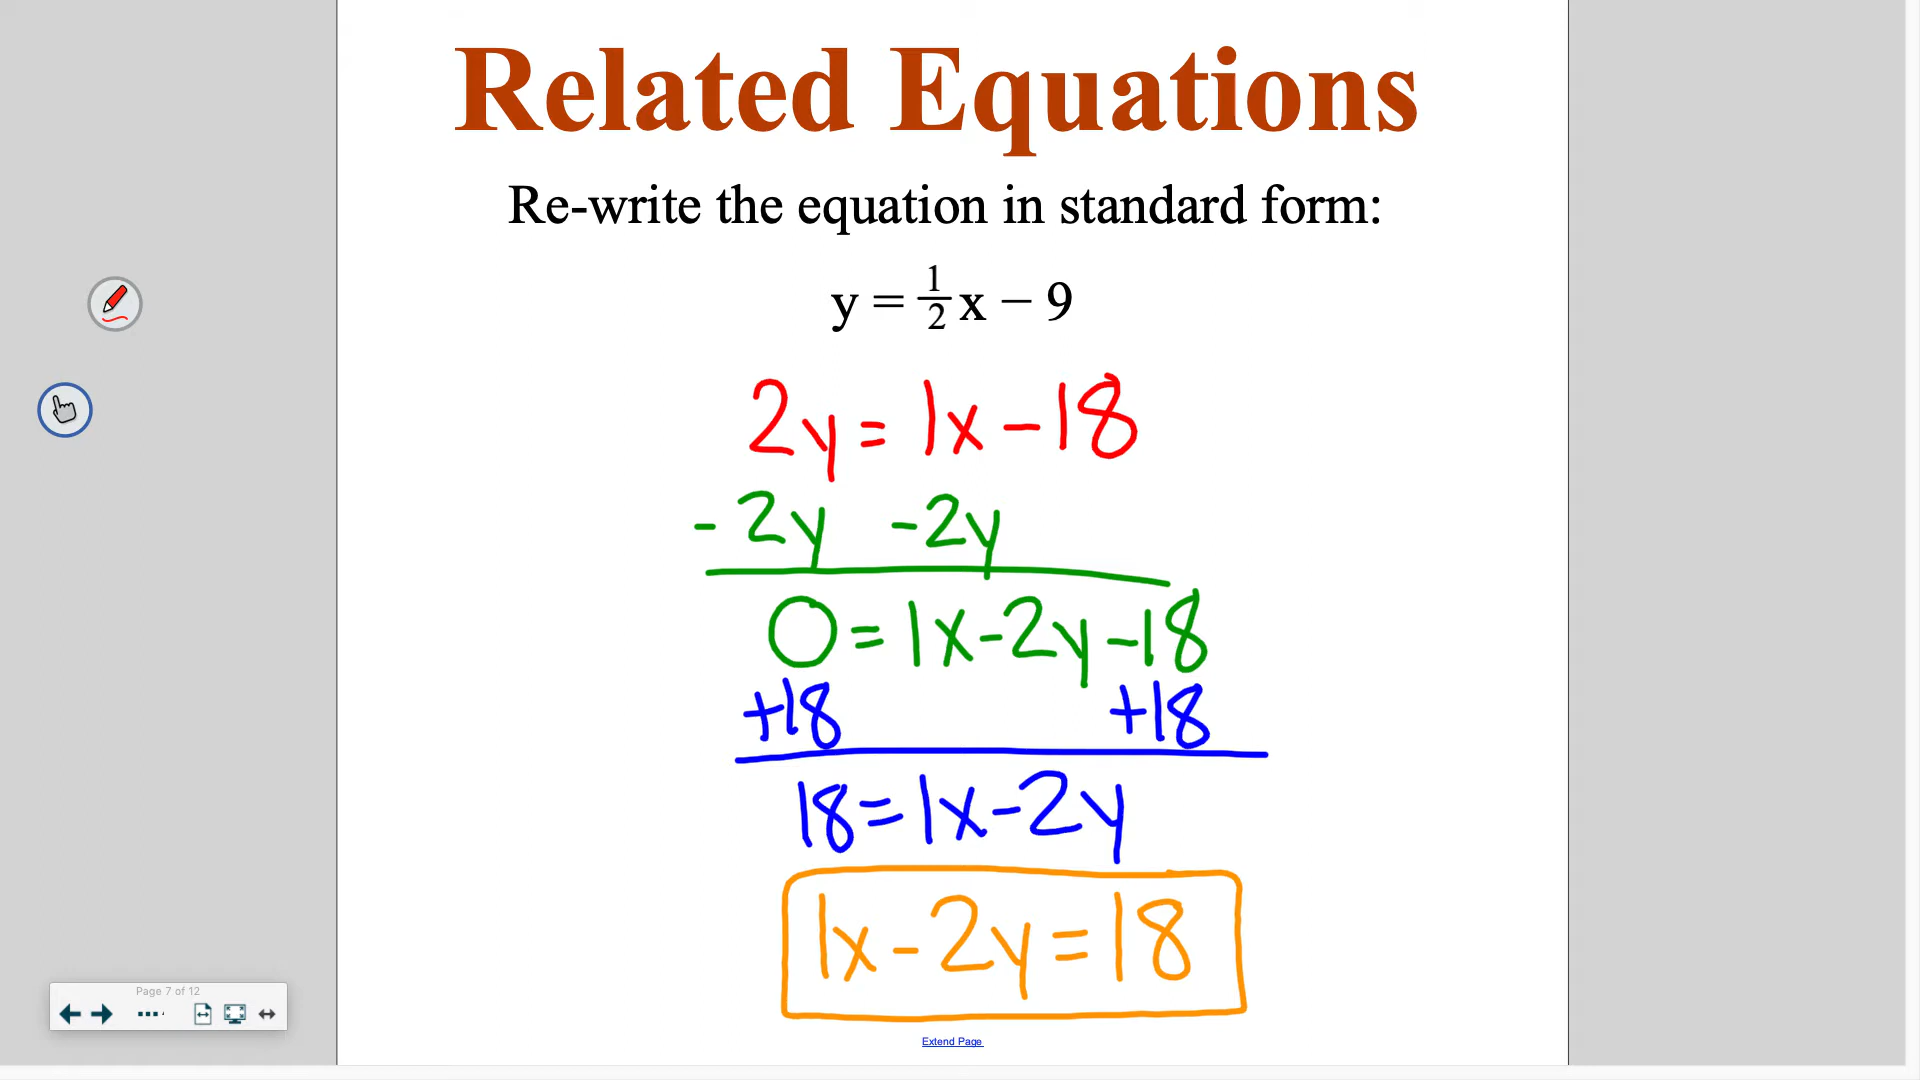 Related Equations
Re-write the equation in standard form:
y = 1/2 x − 9
2y = 1x - 18
- 2y - 2y
0 = 1x - 2y - 18
+18 +18
18 = 1x - 2y
1x - 2y = 18
Page 7 of 12
Extend Page